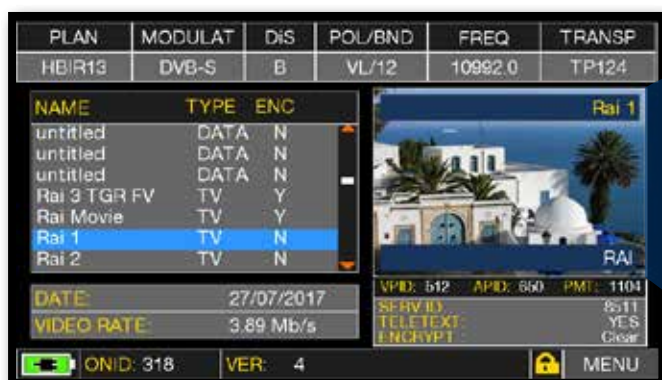 PLAN MODULAT DiS POL/BND FREQ TRANSP
HBIR13 DVB-S B VL/12 10992.0 TP124
NAME TYPE ENC
untitled DATA N
untitled DATA N
untitled DATA N
Rai 3 TGR FV TV Y
Rai Movie TV Y
Rai 1 TV N
Rai 2 TV N
DATE: 27/07/2017
VIDEO RATE: 3.89 Mb/s
Rai 1
RAI
VPID: 512 APID: 650 PMT: 1104
SERV ID: 8511
TELETEXT: YES
ENCRYPT: Clear
ONID: 318 VER: 4 MENU